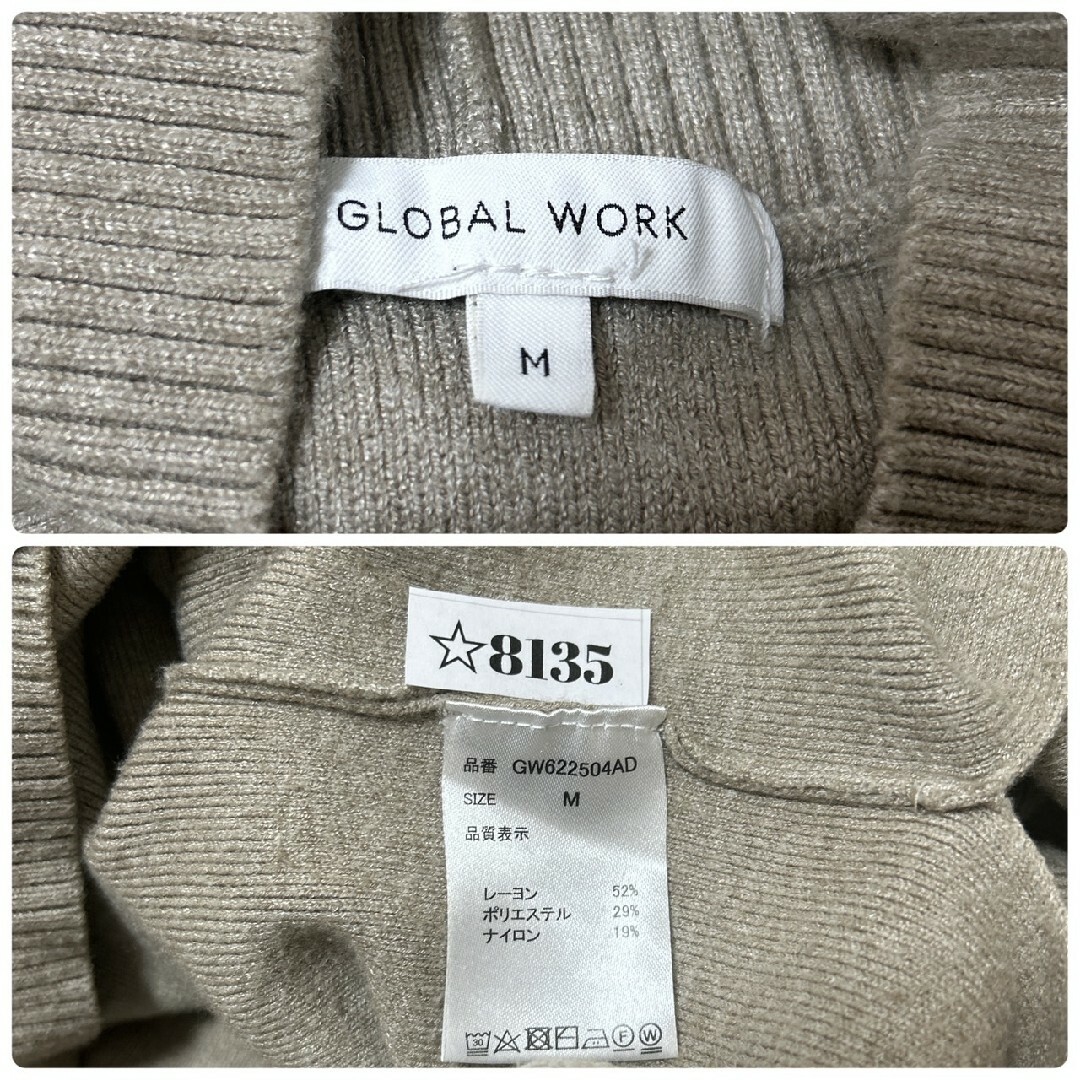 GLOBAL WORK
M
☆8135
品番 GW622504AD
SIZE M
品質表示
レーヨン 52%
ポリエステル 29%
ナイロン 19%
30 F W